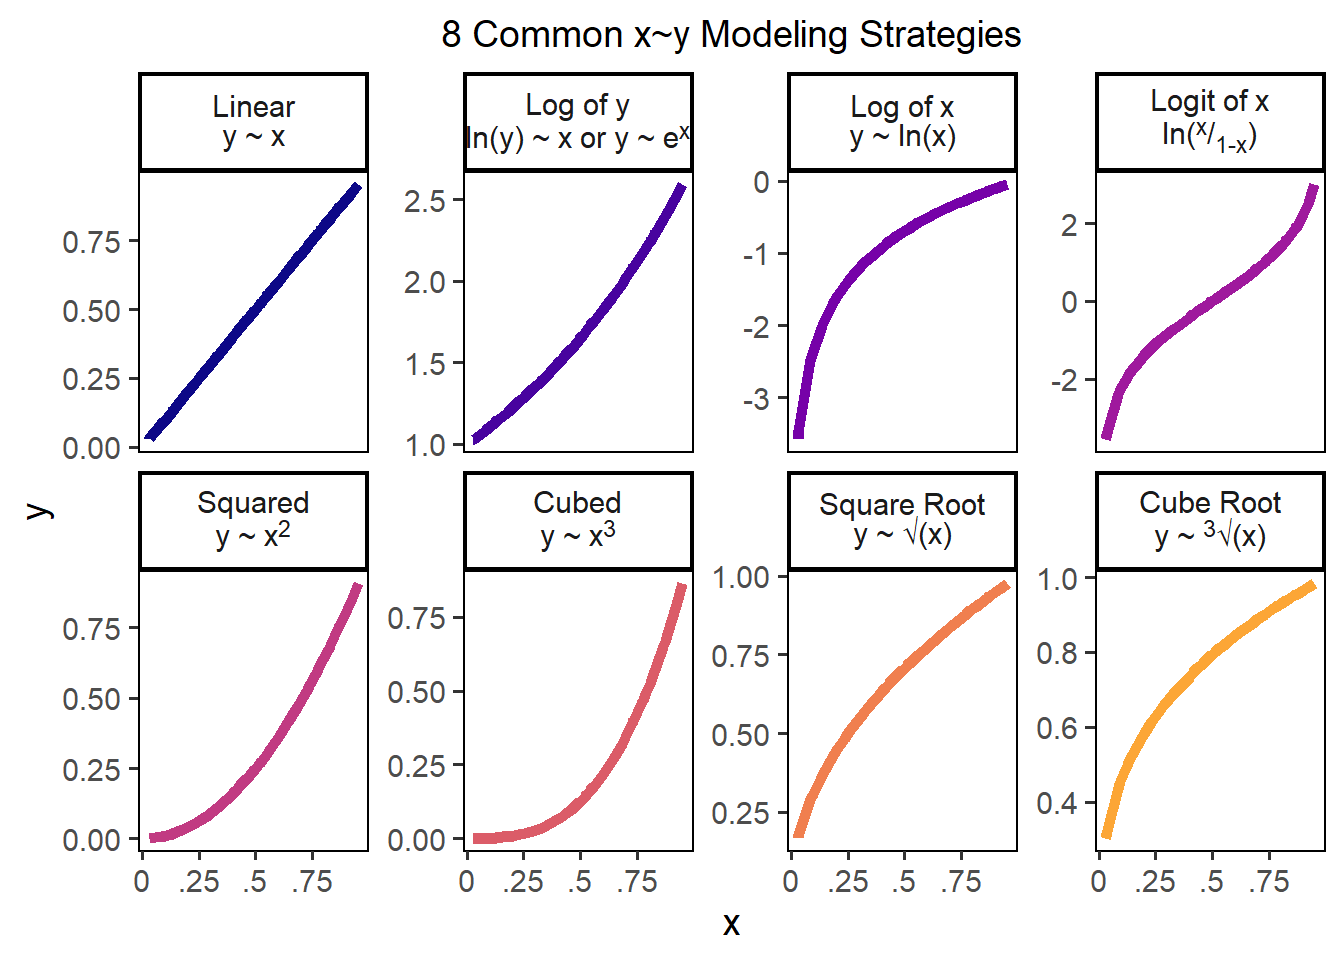 8 Common x~y Modeling Strategies
Linear
y ~ x
Log of y
ln(y) ~ x or y ~ eˣ
Log of x
y ~ ln(x)
Logit of x
ln(ˣ/₁₋ₓ)
0.75
0.50
0.25
0.00
2.5
2.0
1.5
1.0
0
-1
-2
-3
2
0
-2
y
Squared
y ~ x²
Cubed
y ~ x³
Square Root
y ~ √(x)
Cube Root
y ~ ³√(x)
0.75
0.50
0.25
0.00
0.75
0.50
0.25
0.00
1.00
0.75
0.50
0.25
1.0
0.8
0.6
0.4
0 .25 .5 .75
0 .25 .5 .75
0 .25 .5 .75
0 .25 .5 .75
x